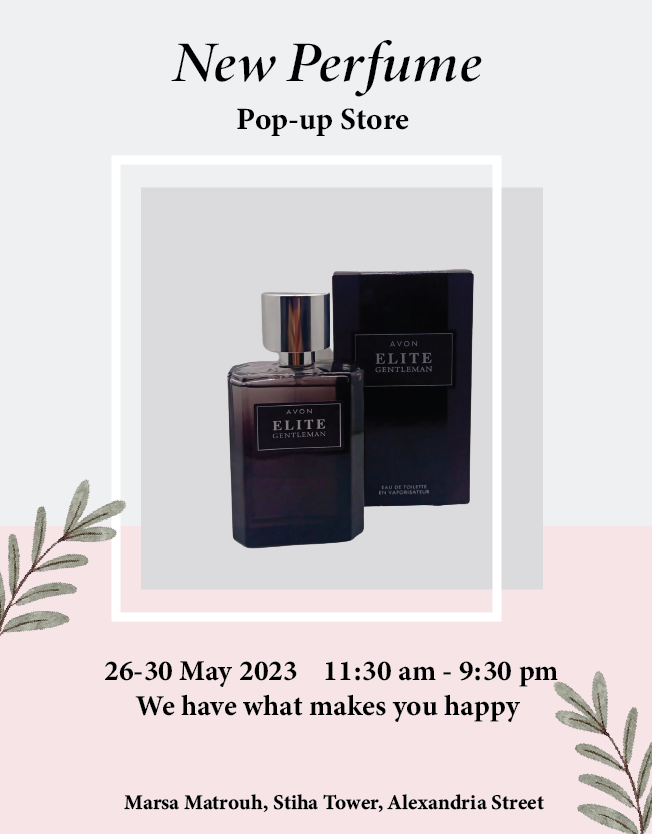 New Perfume
Pop-up Store
AVON
ELITE
GENTLEMAN
EAU DE TOILETTE
EN VAPORISATEUR
AVON
ELITE
GENTLEMAN
26-30 May 2023 11:30 am - 9:30 pm
We have what makes you happy
Marsa Matrouh, Stiha Tower, Alexandria Street